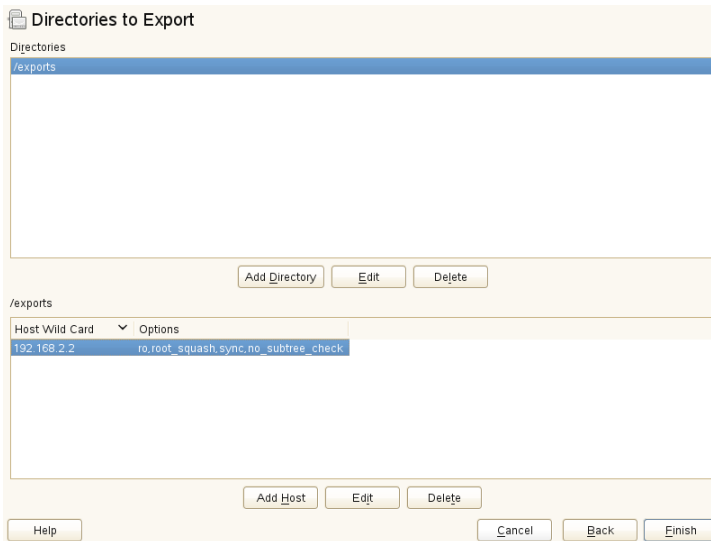 Directories to Export
Directories
/exports
Add Directory Edit Delete
/exports
Host Wild Card Options
192.168.2.2 ro,root_squash,sync,no_subtree_check
Add Host Edit Delete
Help Cancel Back Finish